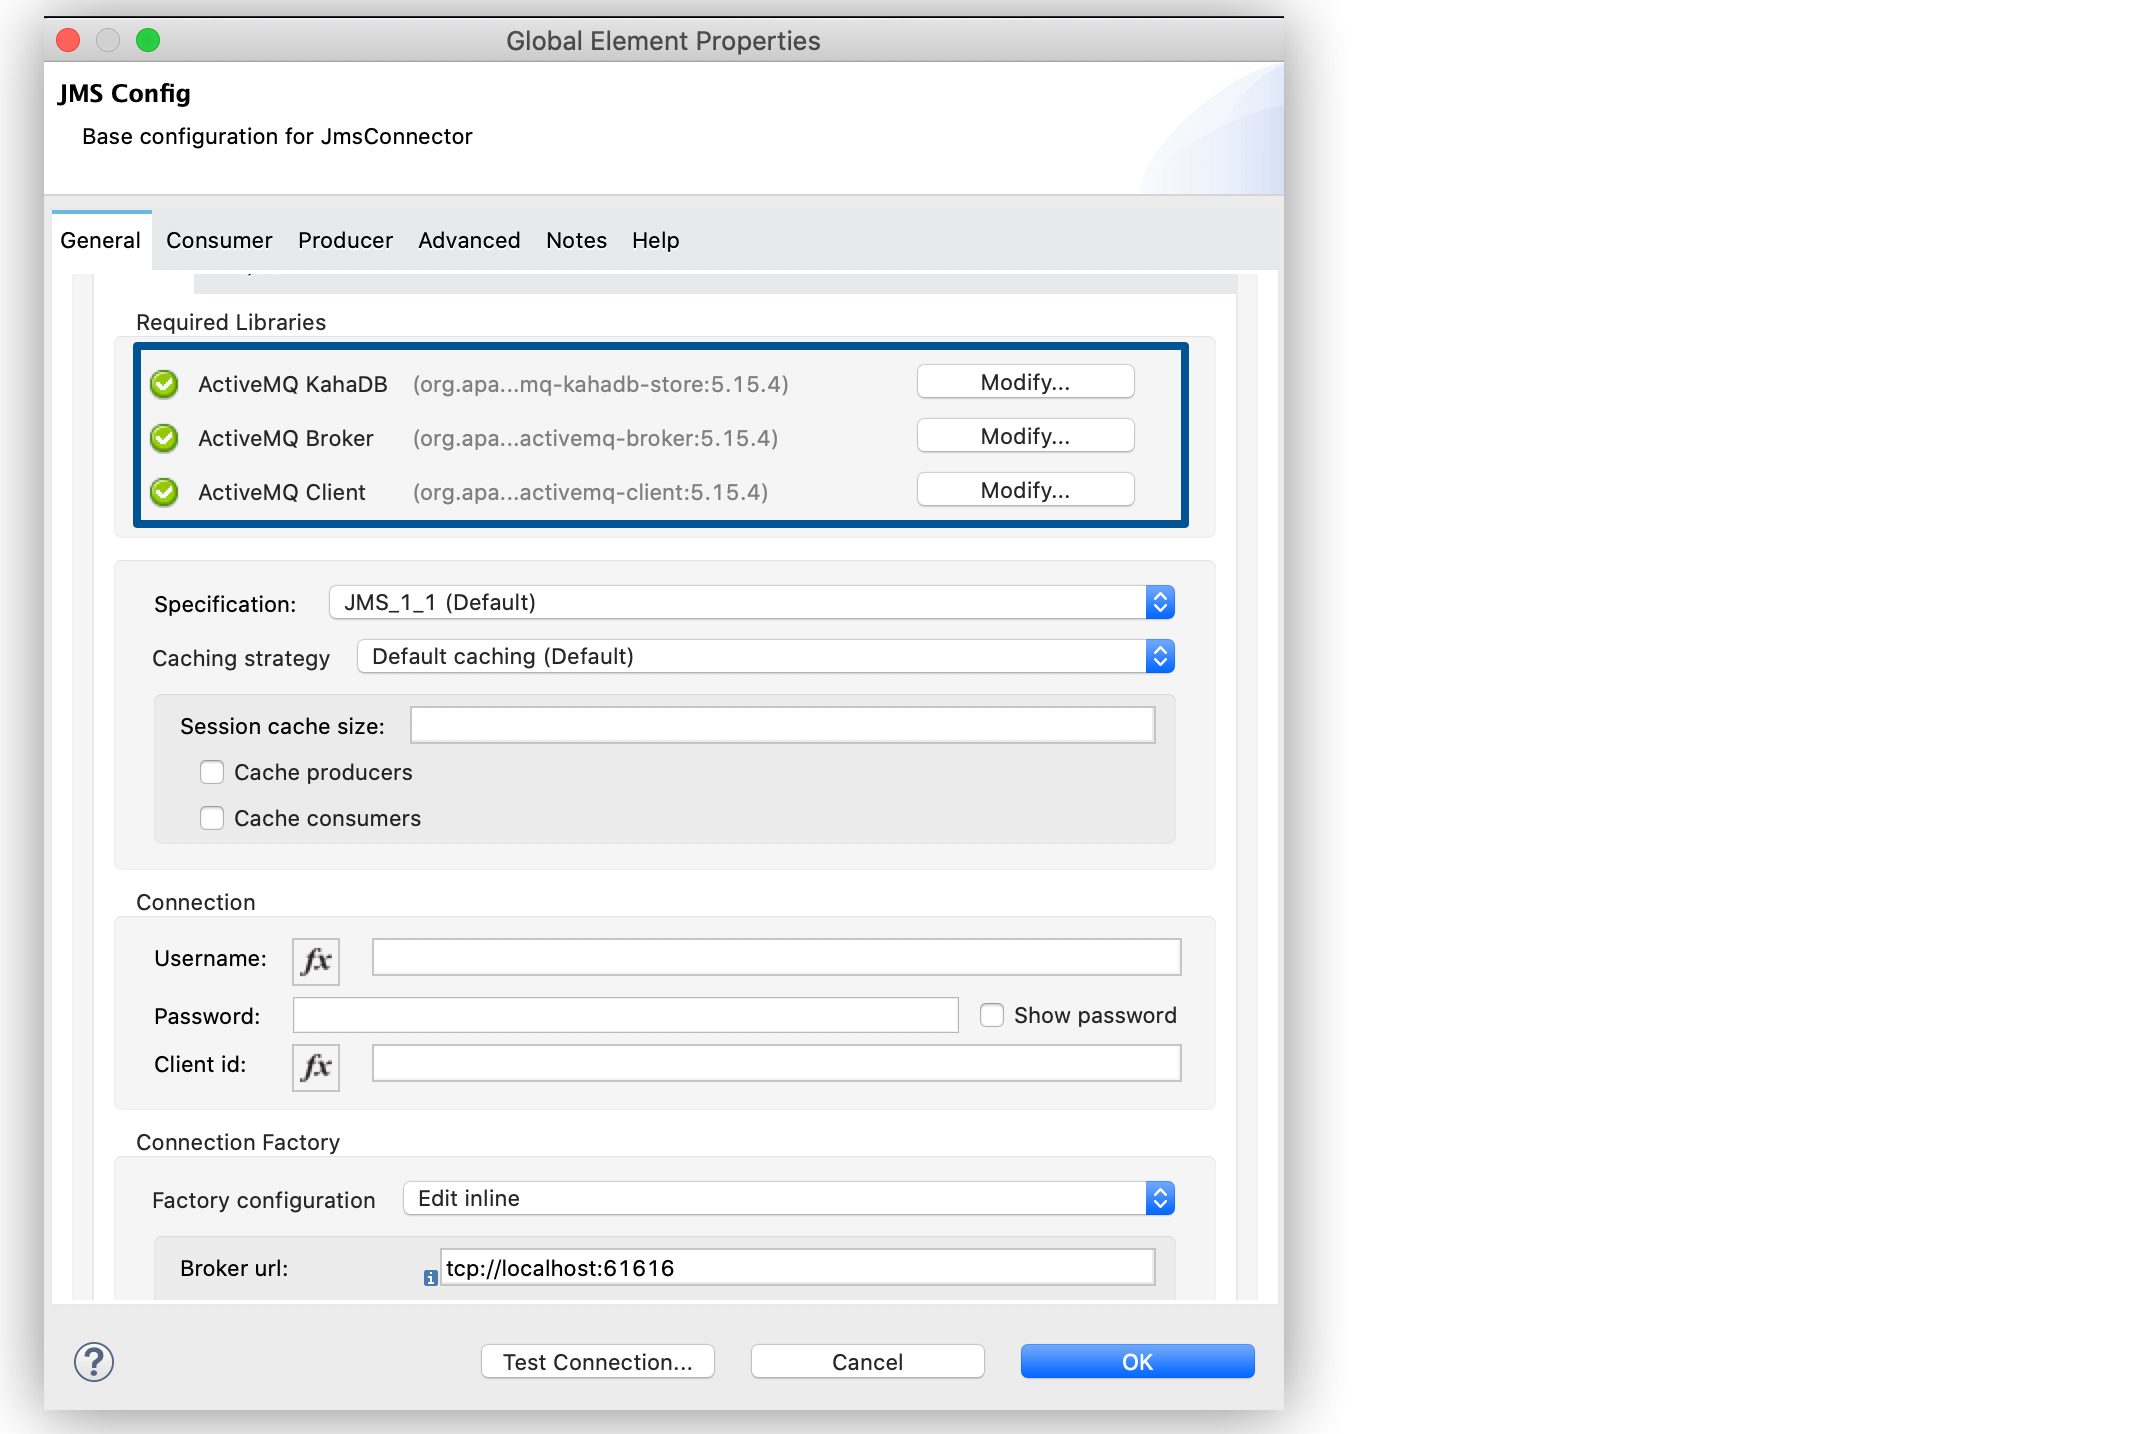 Global Element Properties
JMS Config
Base configuration for JmsConnector
General Consumer Producer Advanced Notes Help
Required Libraries
ActiveMQ KahaDB (org.apa...mq-kahadb-store:5.15.4) Modify...
ActiveMQ Broker (org.apa...activemq-broker:5.15.4) Modify...
ActiveMQ Client (org.apa...activemq-client:5.15.4) Modify...
Specification: JMS_1_1 (Default)
Caching strategy Default caching (Default)
Session cache size:
Cache producers
Cache consumers
Connection
Username: fx
Password: Show password
Client id: fx
Connection Factory
Factory configuration Edit inline
Broker url: i tcp://localhost:61616
? Test Connection... Cancel OK